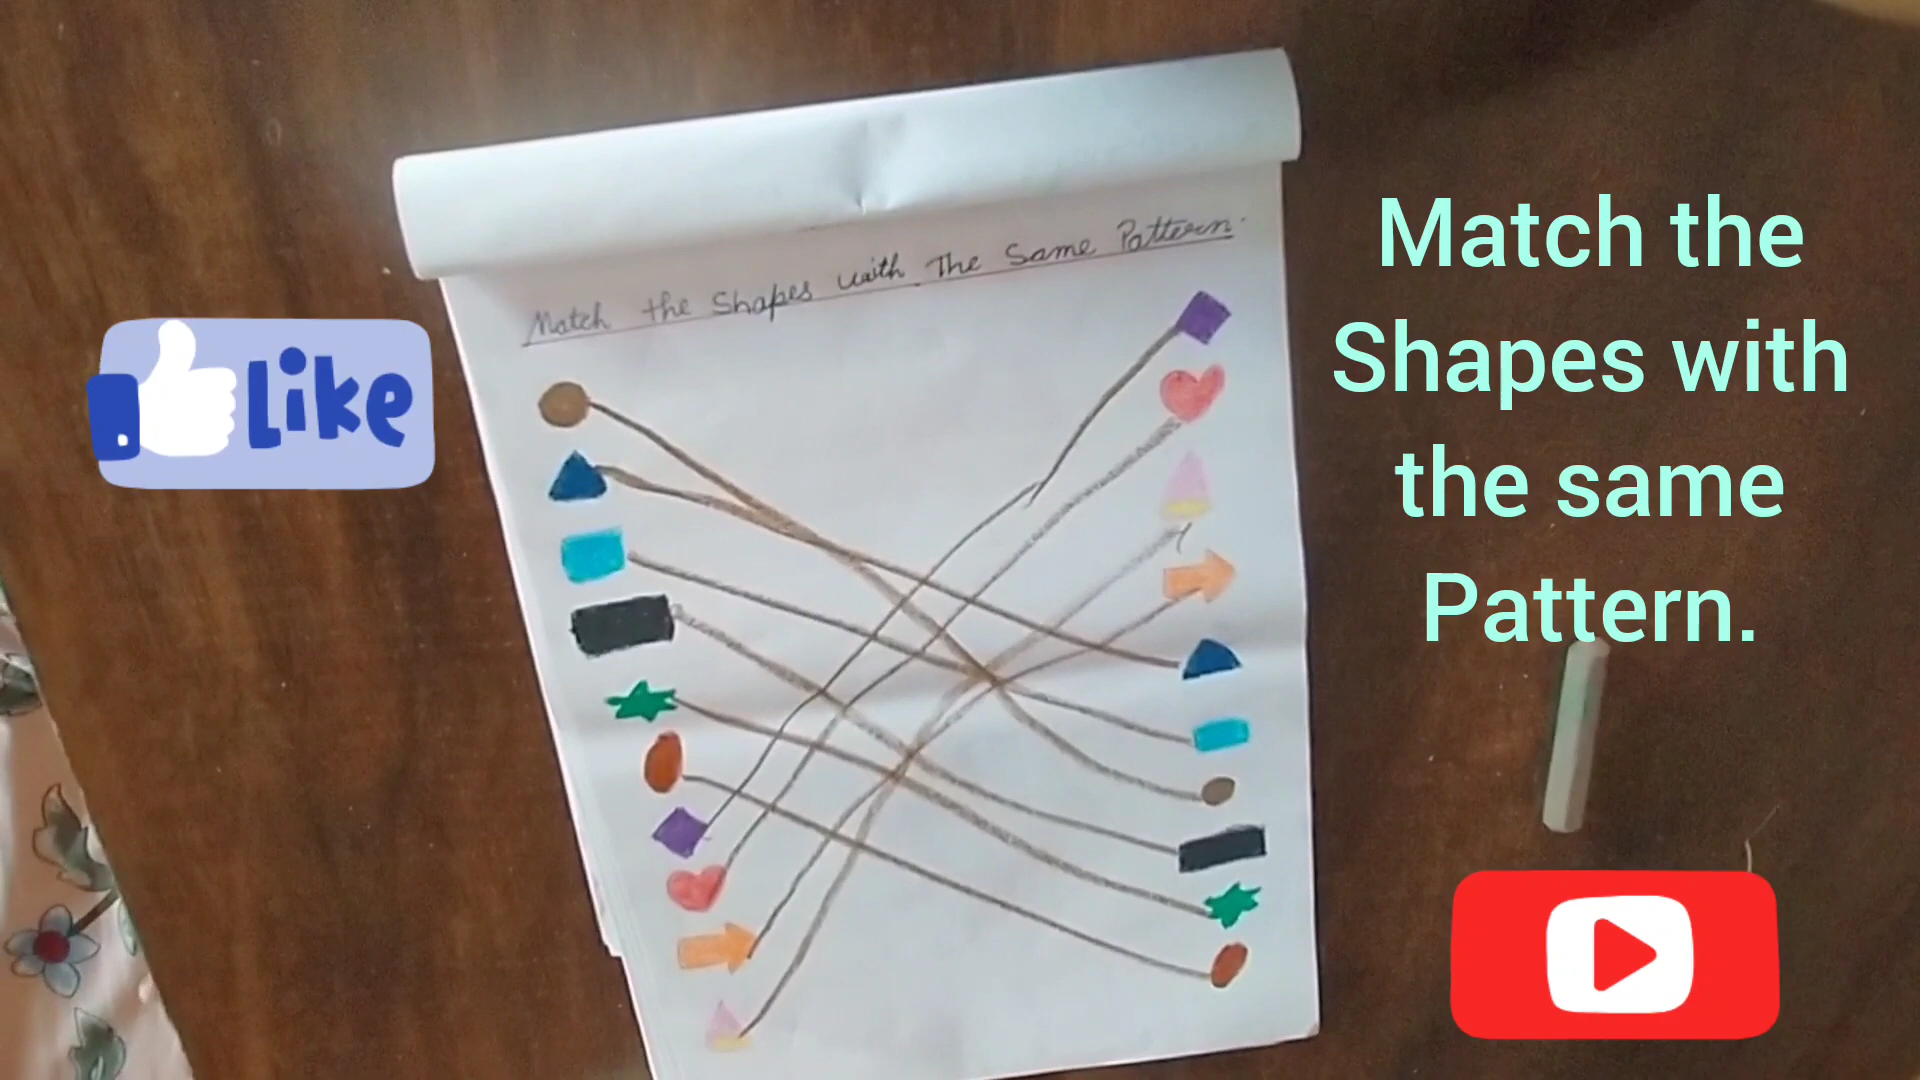 Match the Shapes with The Same Pattern.
Like
Match the
Shapes with
the same
Pattern.